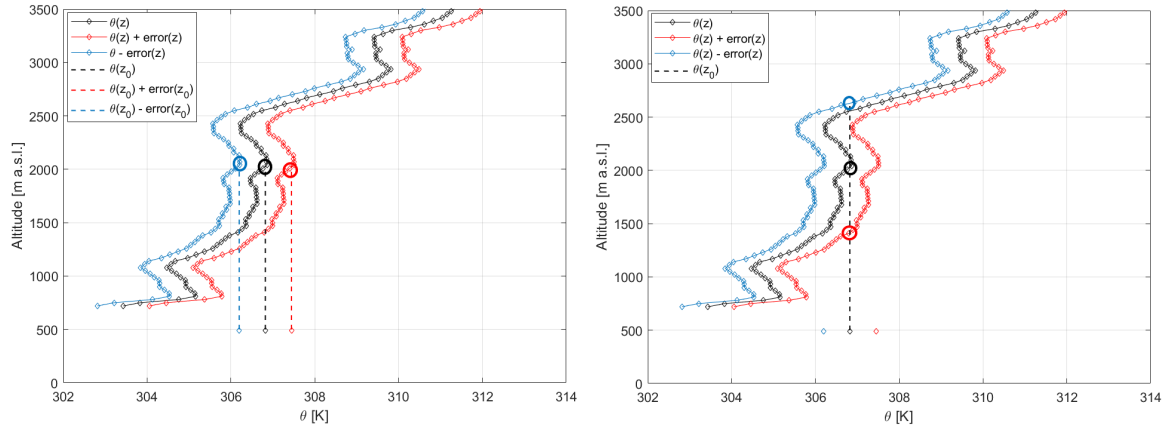 3500
3000
2500
2000
1500
1000
500
0
Altitude [m a.s.l.]
302
304
306
308
310
312
314
θ [K]
θ(z)
θ(z) + error(z)
θ - error(z)
θ(z₀)
θ(z₀) + error(z₀)
θ(z₀) - error(z₀)
3500
3000
2500
2000
1500
1000
500
0
Altitude [m a.s.l.]
302
304
306
308
310
312
314
θ [K]
θ(z)
θ(z) + error(z)
θ(z) - error(z)
θ(z₀)